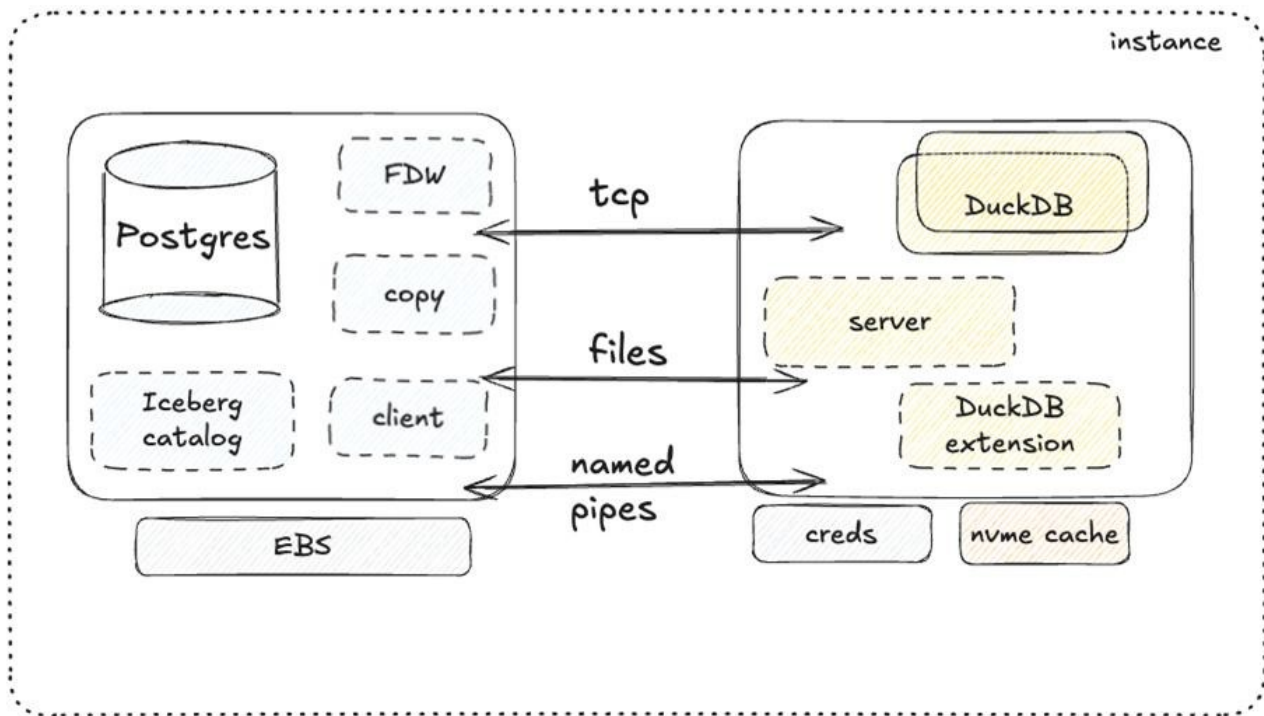 instance
Postgres
FDW
copy
Iceberg
catalog
client
EBS
tcp
files
named
pipes
DuckDB
server
DuckDB
extension
creds
nvme cache